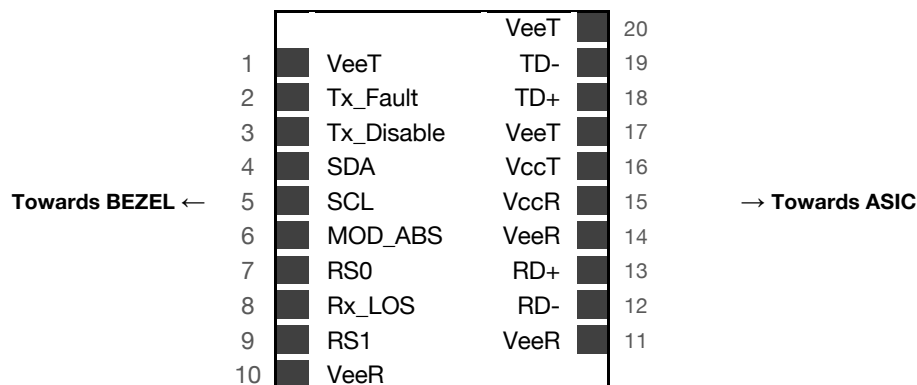 VeeT 20
1 VeeT TD- 19
2 Tx_Fault TD+ 18
3 Tx_Disable VeeT 17
4 SDA VccT 16
Towards BEZEL ← 5 SCL VccR 15 → Towards ASIC
6 MOD_ABS VeeR 14
7 RS0 RD+ 13
8 Rx_LOS RD- 12
9 RS1 VeeR 11
10 VeeR